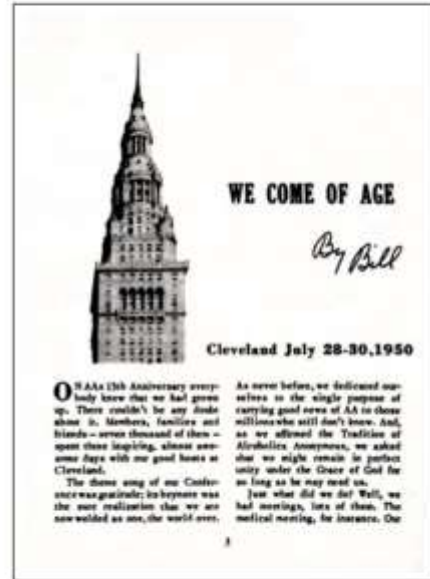 WE COME OF AGE
By Bill
Cleveland July 28-30, 1950
ON AAs 15th Anniversary every-
body knew that we had grown
up. There couldn't be any doubt
about it. Members, families and
friends – seven thousand of them –
spent three inspiring, almost awe-
some days with our good hosts at
Cleveland.
The theme song of our Confer-
ence was gratitude; its keynote was
the sure realization that we are
now welded as one, the world over.
As never before, we dedicated our-
selves to the single purpose of
carrying good news of AA to those
millions who still don't know. And,
as we affirmed the Tradition of
Alcoholics Anonymous, we asked
that we might remain in perfect
unity under the Grace of God for
so long as he may need us.
Just what did we do? Well, we
had meetings, lots of them. The
medical meeting, for instance. Our